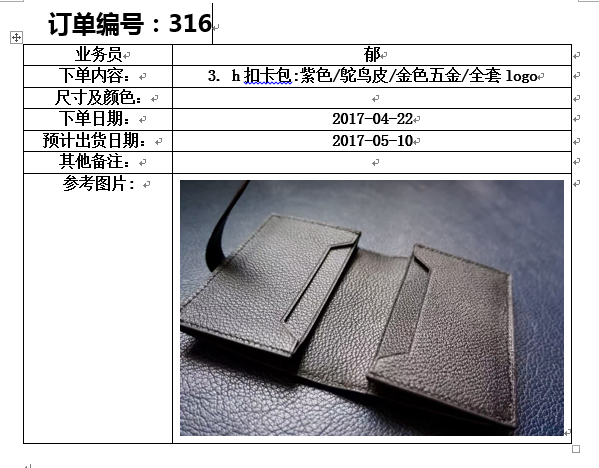 订单编号：316
业务员 郁
下单内容： 3. h扣卡包:紫色/鸵鸟皮/金色五金/全套logo
尺寸及颜色：
下单日期： 2017-04-22
预计出货日期： 2017-05-10
其他备注：
参考图片: